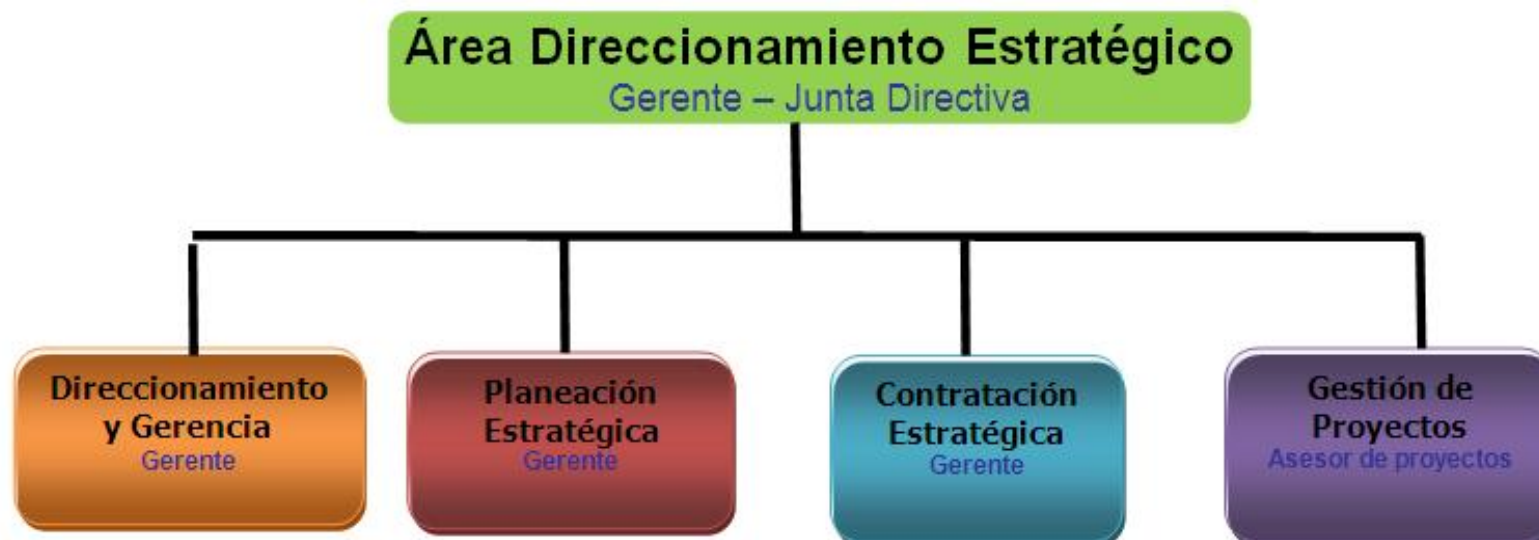 Área Direccionamiento Estratégico
Gerente – Junta Directiva
Direccionamiento
y Gerencia
Gerente
Planeación
Estratégica
Gerente
Contratación
Estratégica
Gerente
Gestión de
Proyectos
Asesor de proyectos